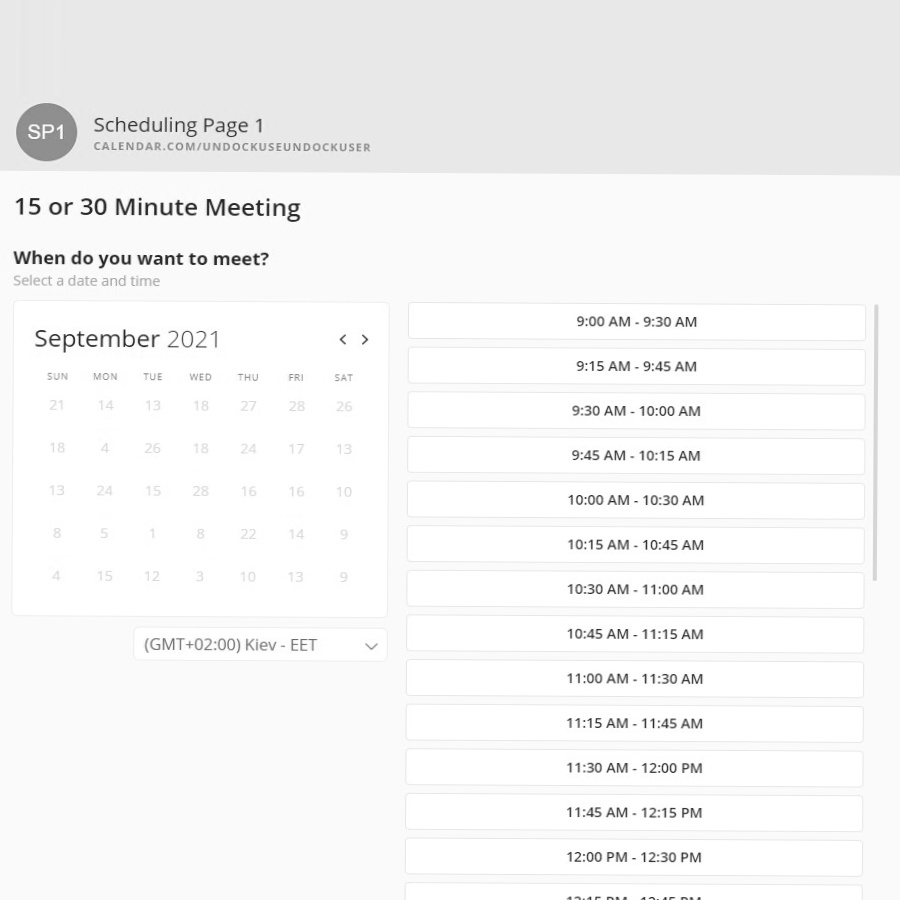 SP1
Scheduling Page 1
CALENDAR.COM/UNDOCKUSEUNDOCKUSER
15 or 30 Minute Meeting
When do you want to meet?
Select a date and time
September 2021
SUN MON TUE WED THU FRI SAT
21 14 13 18 27 28 26
18 4 26 18 24 17 13
13 24 15 28 16 16 10
8 5 1 8 22 14 9
4 15 12 3 10 13 9
(GMT+02:00) Kiev - EET
9:00 AM - 9:30 AM
9:15 AM - 9:45 AM
9:30 AM - 10:00 AM
9:45 AM - 10:15 AM
10:00 AM - 10:30 AM
10:15 AM - 10:45 AM
10:30 AM - 11:00 AM
10:45 AM - 11:15 AM
11:00 AM - 11:30 AM
11:15 AM - 11:45 AM
11:30 AM - 12:00 PM
11:45 AM - 12:15 PM
12:00 PM - 12:30 PM
12:15 PM - 12:45 PM